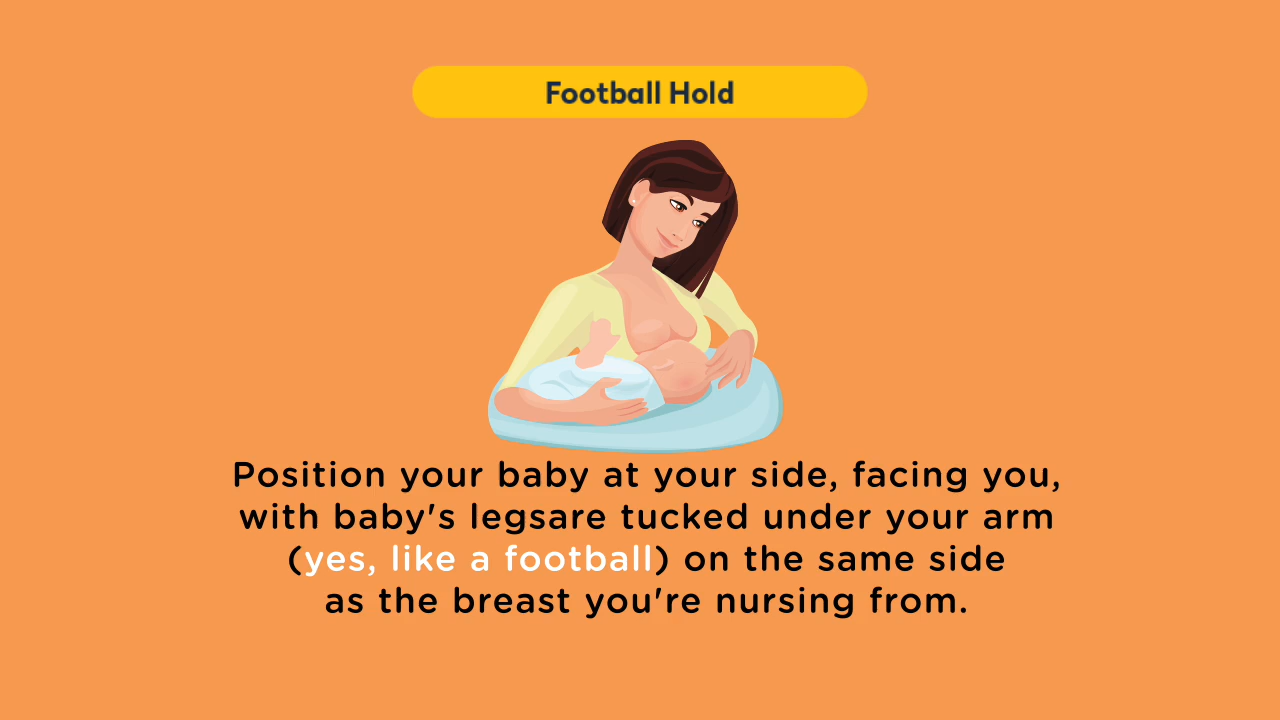 Football Hold
Position your baby at your side, facing you,
with baby's legsare tucked under your arm
(yes, like a football) on the same side
as the breast you're nursing from.